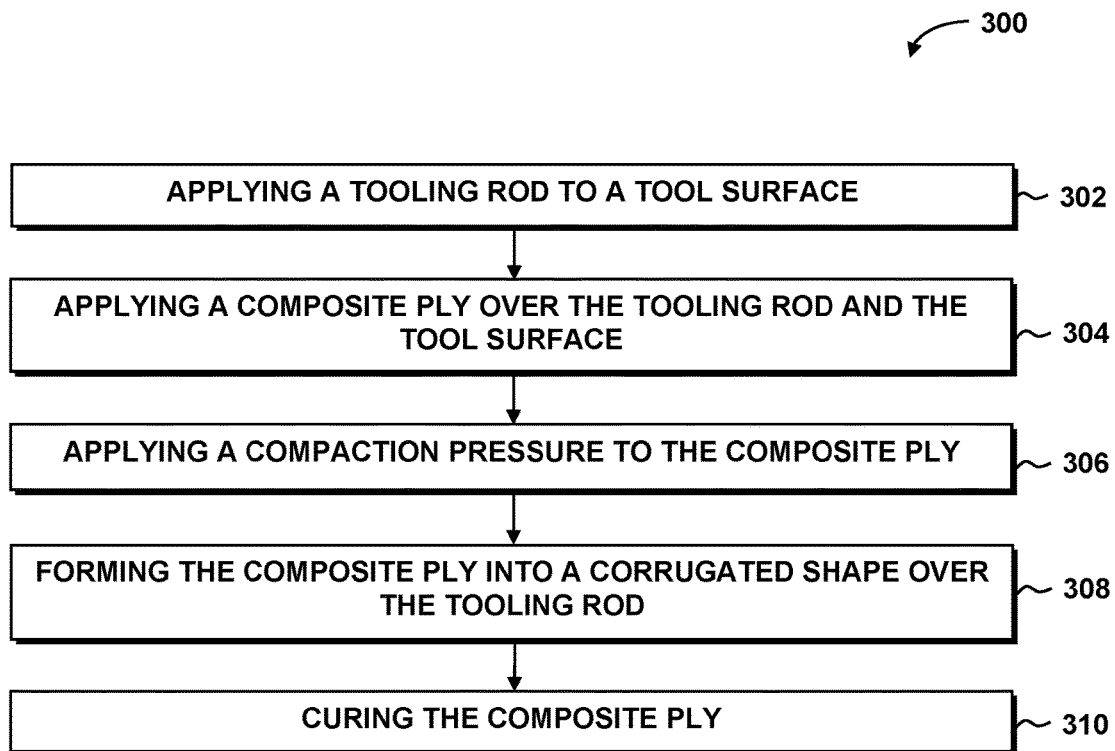 300
APPLYING A TOOLING ROD TO A TOOL SURFACE
302
APPLYING A COMPOSITE PLY OVER THE TOOLING ROD AND THE
TOOL SURFACE
304
APPLYING A COMPACTION PRESSURE TO THE COMPOSITE PLY
306
FORMING THE COMPOSITE PLY INTO A CORRUGATED SHAPE OVER
THE TOOLING ROD
308
CURING THE COMPOSITE PLY
310